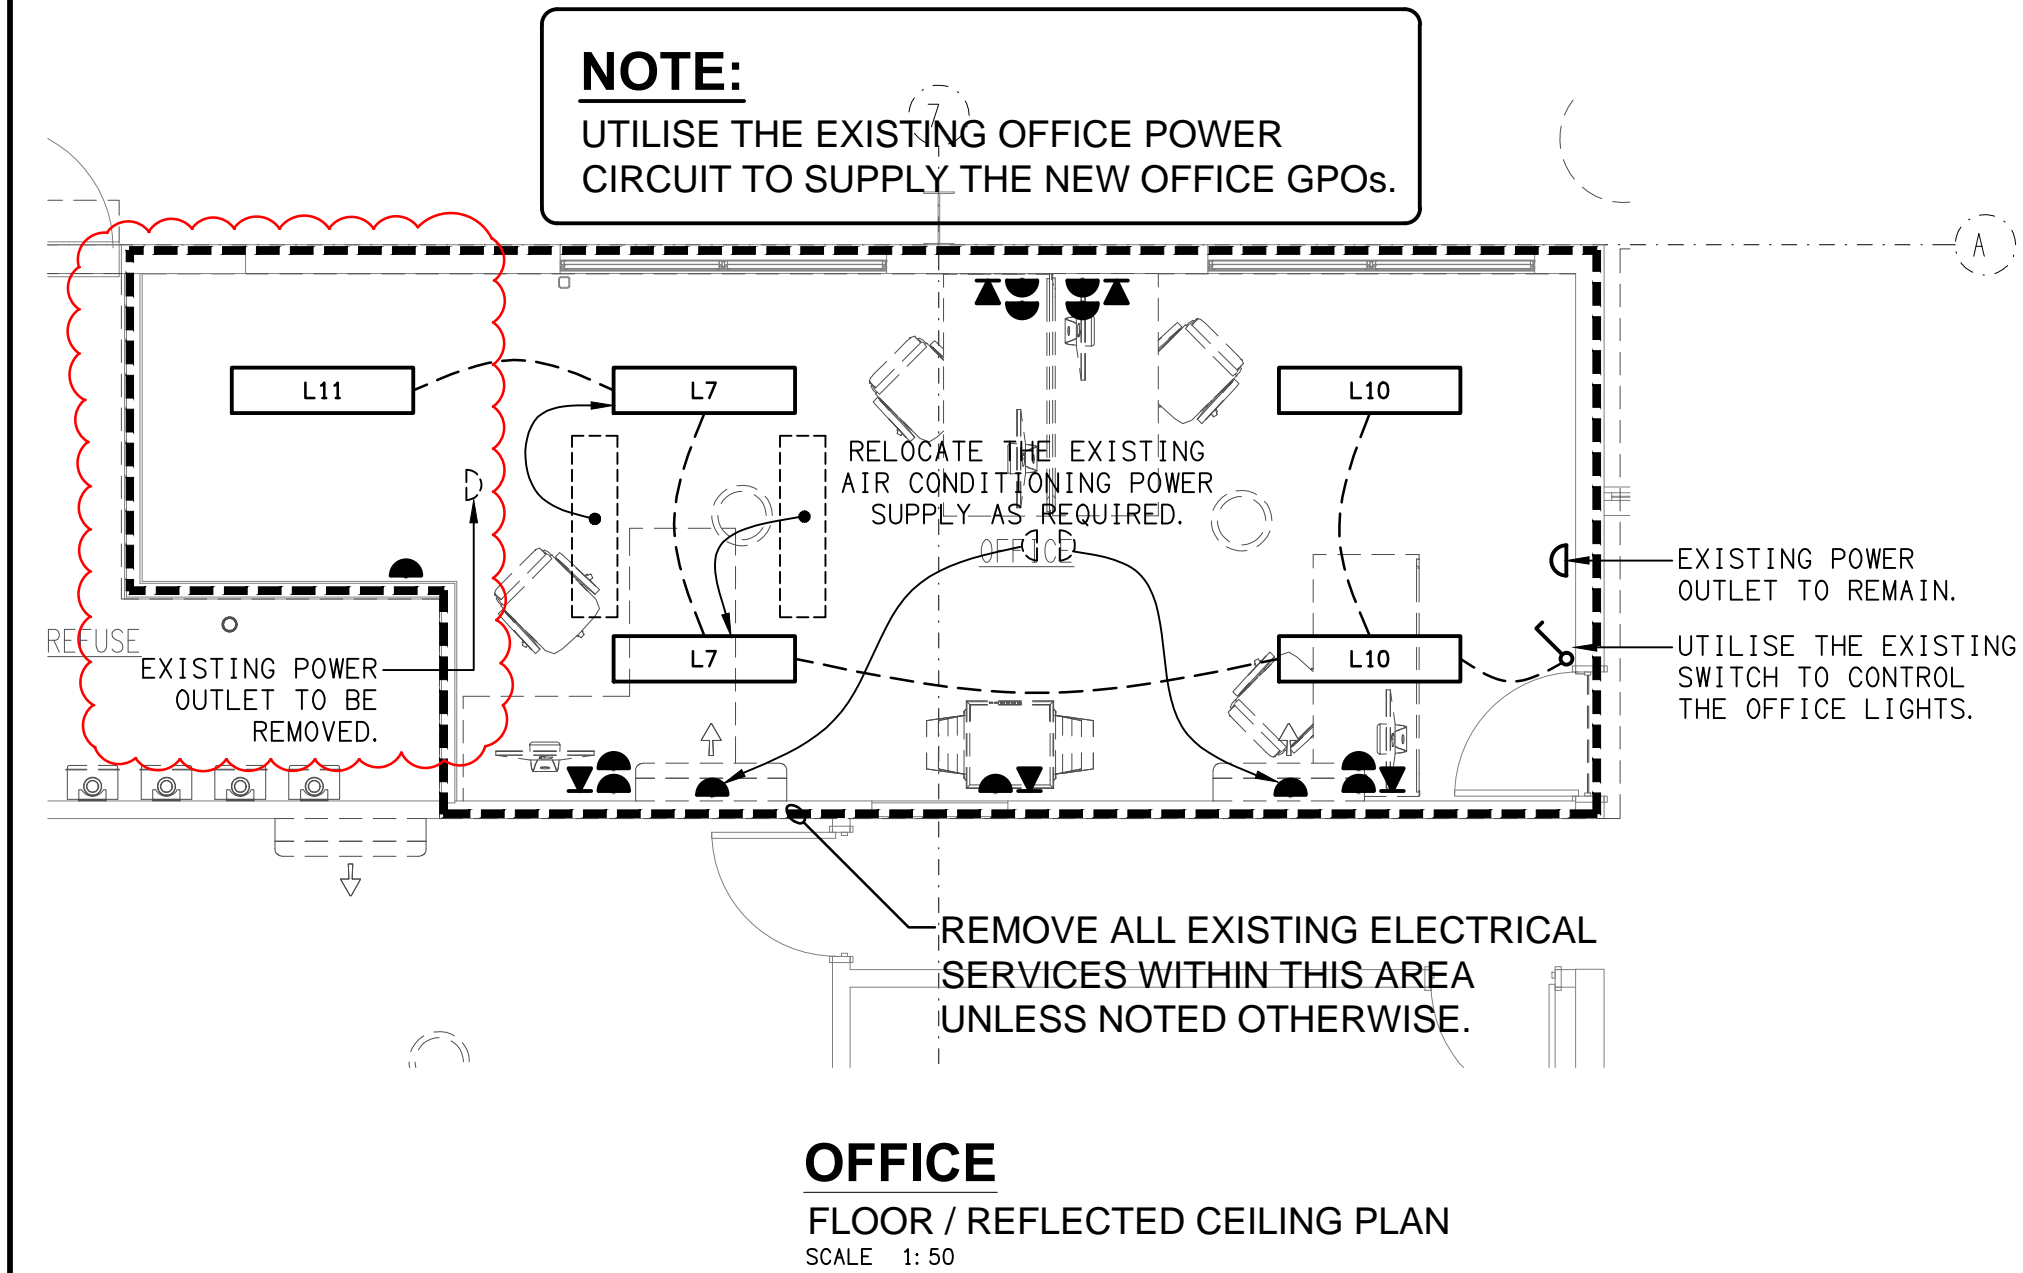 NOTE:
UTILISE THE EXISTING OFFICE POWER
CIRCUIT TO SUPPLY THE NEW OFFICE GPOs.
7
A
L11
L7
L10
RELOCATE THE EXISTING
AIR CONDITIONING POWER
SUPPLY AS REQUIRED.
OFFICE
EXISTING POWER
OUTLET TO REMAIN.
UTILISE THE EXISTING
SWITCH TO CONTROL
THE OFFICE LIGHTS.
REFUSE
EXISTING POWER
OUTLET TO BE
REMOVED.
L7
L10
REMOVE ALL EXISTING ELECTRICAL
SERVICES WITHIN THIS AREA
UNLESS NOTED OTHERWISE.
OFFICE
FLOOR / REFLECTED CEILING PLAN
SCALE 1:50